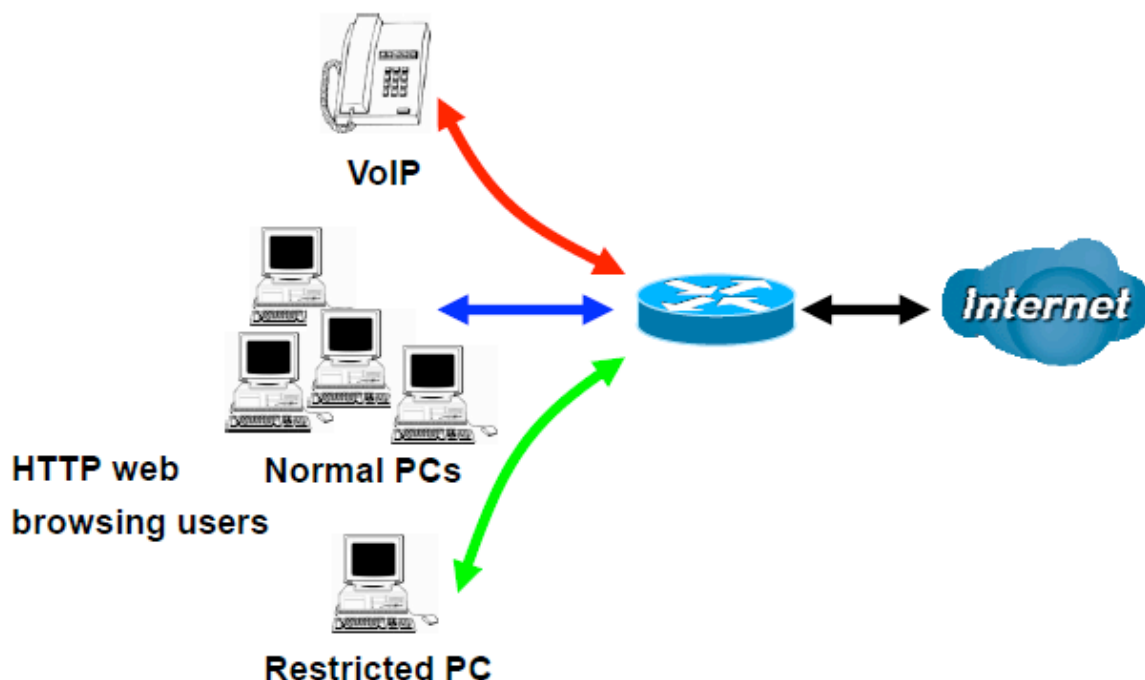 VoIP
Internet
HTTP web
browsing users
Normal PCs
Restricted PC